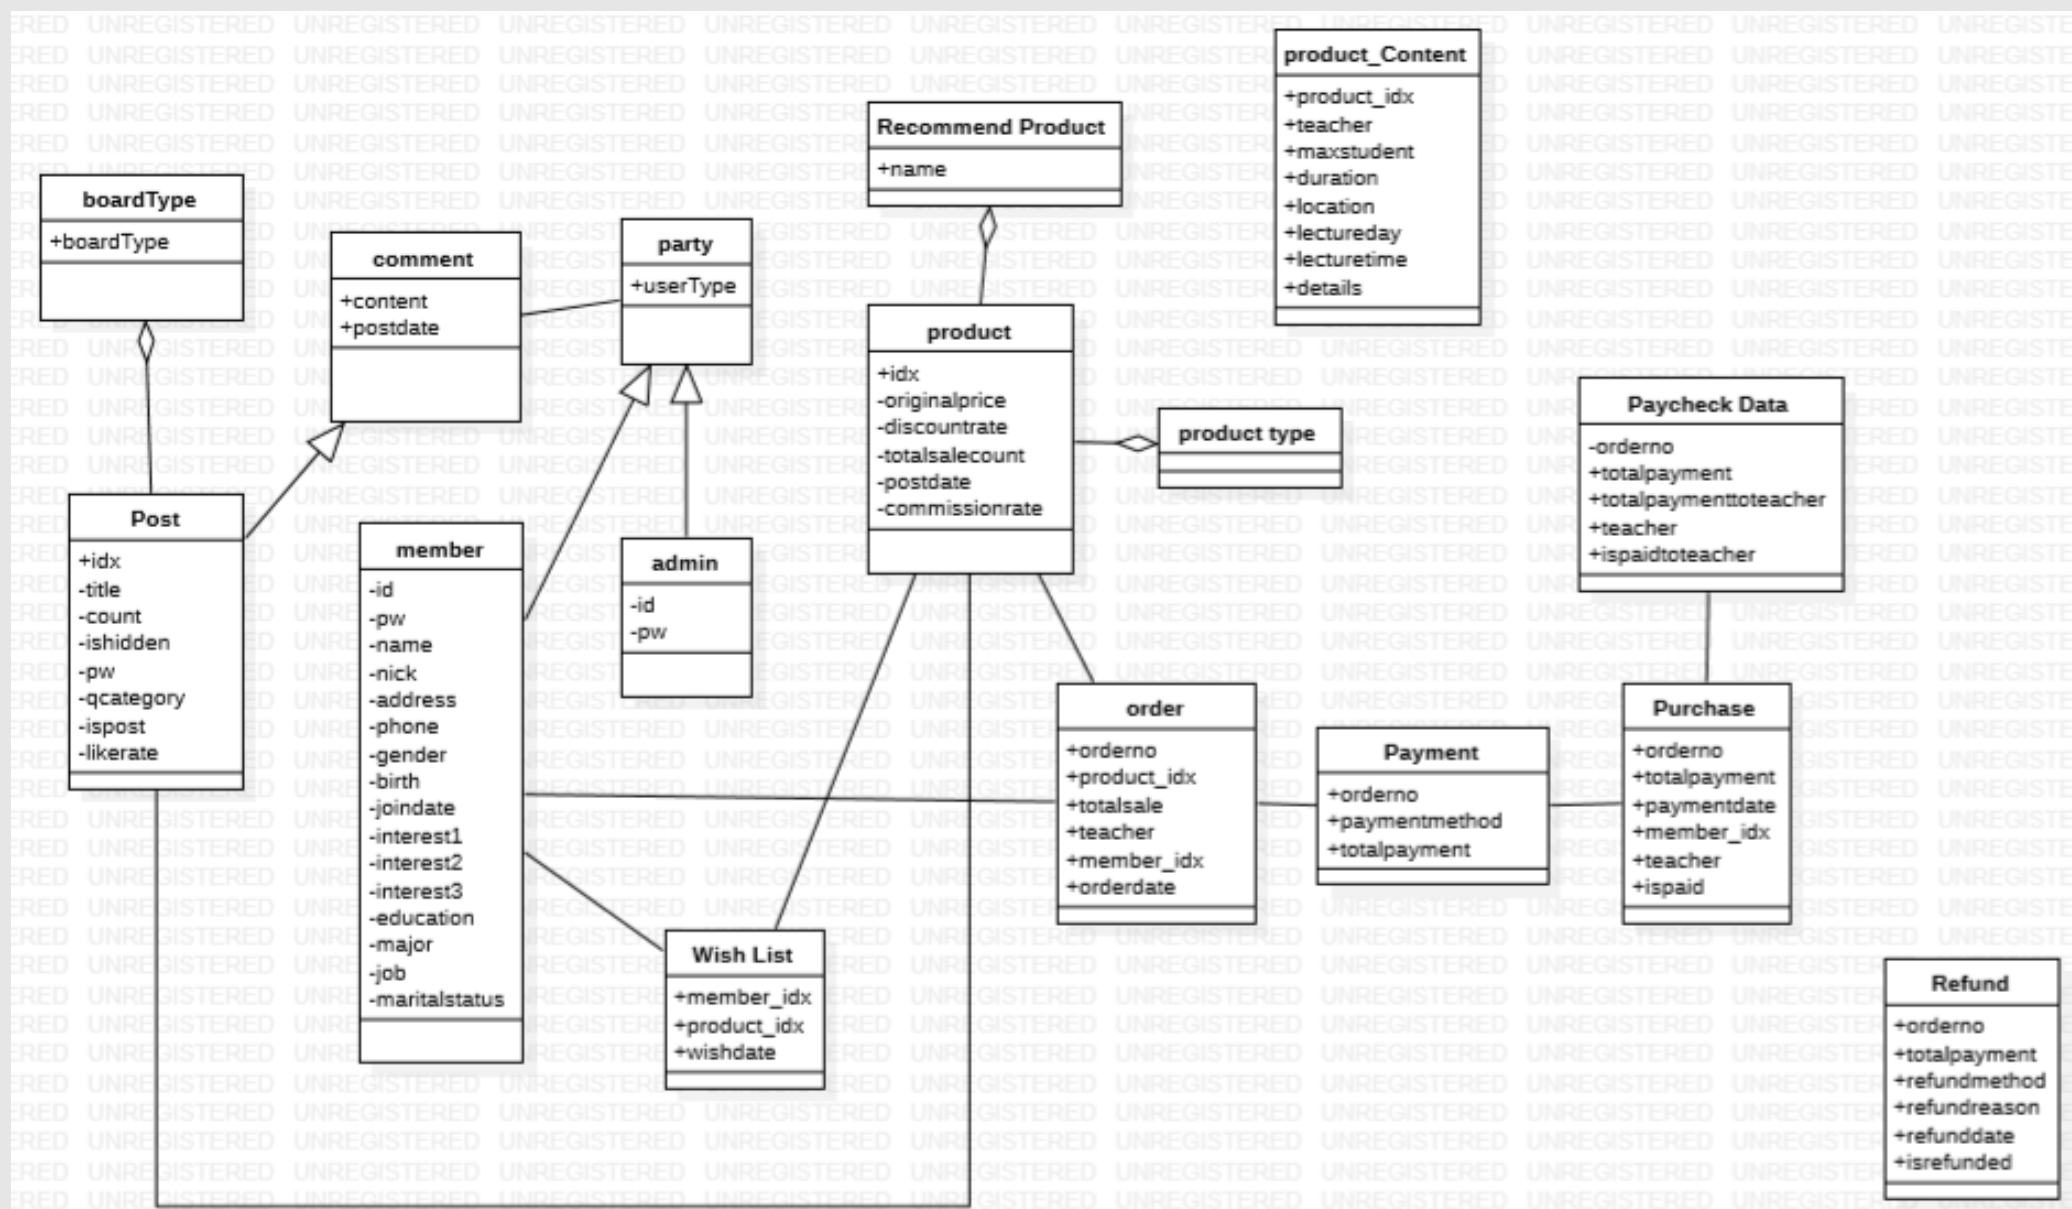 product_Content
+product_idx
+teacher
+maxstudent
+duration
+location
+lectureday
+lecturetime
+details
Recommend Product
+name
boardType
+boardType
comment
+content
+postdate
party
+userType
product
+idx
-originalprice
-discountrate
-totalsalecount
-postdate
-commissionrate
product type
Paycheck Data
-orderno
+totalpayment
+totalpaymenttoteacher
+teacher
+ispaidtoteacher
Post
+idx
-title
-count
-ishidden
-pw
-qcategory
-ispost
-likerate
member
-id
-pw
-name
-nick
-address
-phone
-gender
-birth
-joindate
-interest1
-interest2
-interest3
-education
-major
-job
-maritalstatus
admin
-id
-pw
order
+orderno
+product_idx
+totalsale
+teacher
+member_idx
+orderdate
Payment
+orderno
+paymentmethod
+totalpayment
Purchase
+orderno
+totalpayment
+paymentdate
+member_idx
+teacher
+ispaid
Wish List
+member_idx
+product_idx
+wishdate
Refund
+orderno
+totalpayment
+refundmethod
+refundreason
+refunddate
+isrefunded
UNREGISTERED